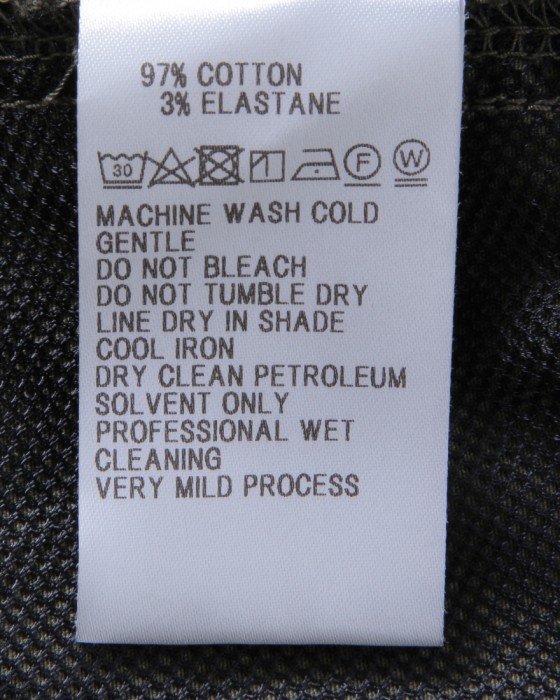 97% COTTON
3% ELASTANE
30 F W
MACHINE WASH COLD
GENTLE
DO NOT BLEACH
DO NOT TUMBLE DRY
LINE DRY IN SHADE
COOL IRON
DRY CLEAN PETROLEUM
SOLVENT ONLY
PROFESSIONAL WET
CLEANING
VERY MILD PROCESS